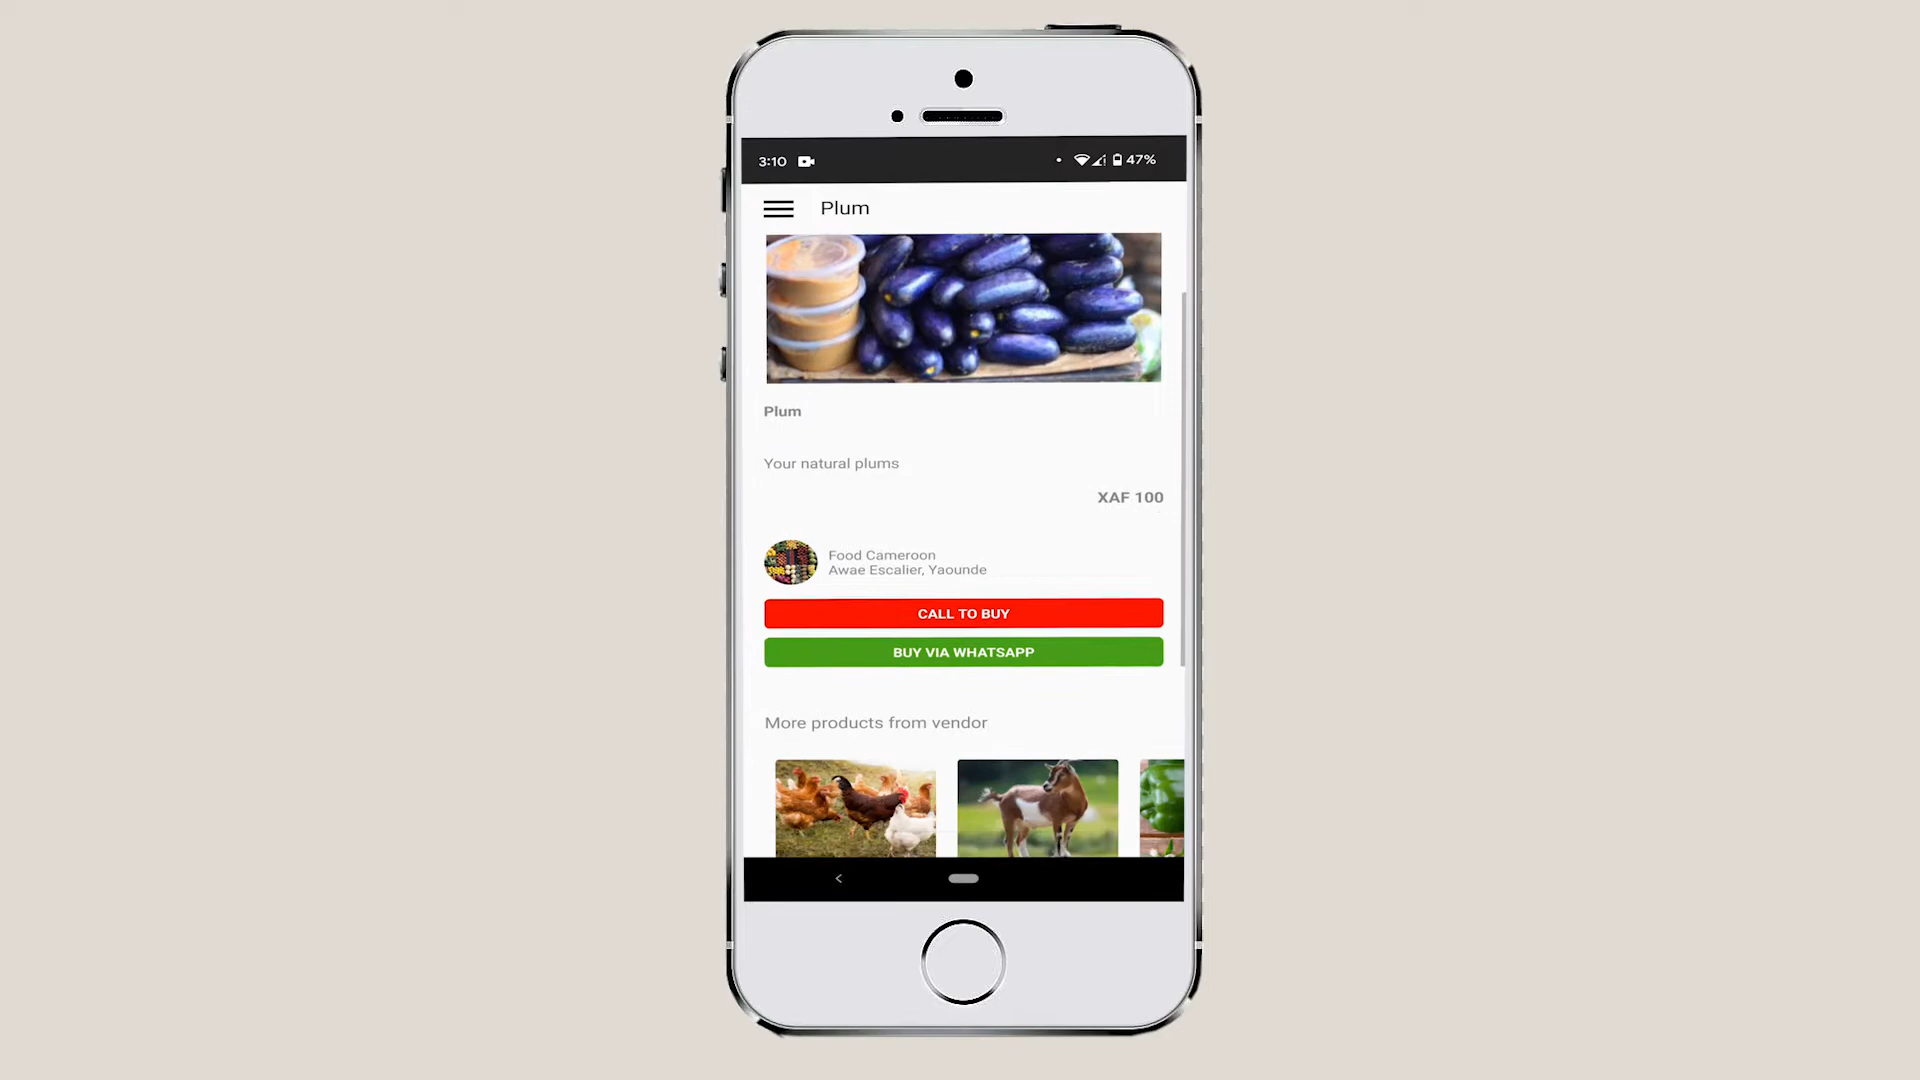 3:10
47%
Plum
Plum
Your natural plums
XAF 100
Food Cameroon
Awae Escalier, Yaounde
CALL TO BUY
BUY VIA WHATSAPP
More products from vendor